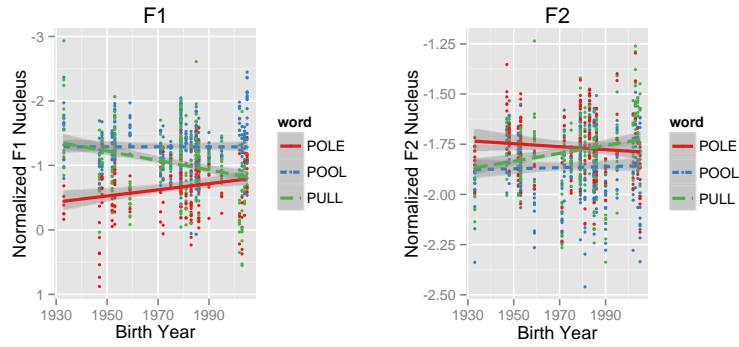 F1
Normalized F1 Nucleus
-3
-2
-1
0
1
1930 1950 1970 1990
Birth Year
word
POLE
POOL
PULL
F2
Normalized F2 Nucleus
-1.25
-1.50
-1.75
-2.00
-2.25
-2.50
1930 1950 1970 1990
Birth Year
word
POLE
POOL
PULL